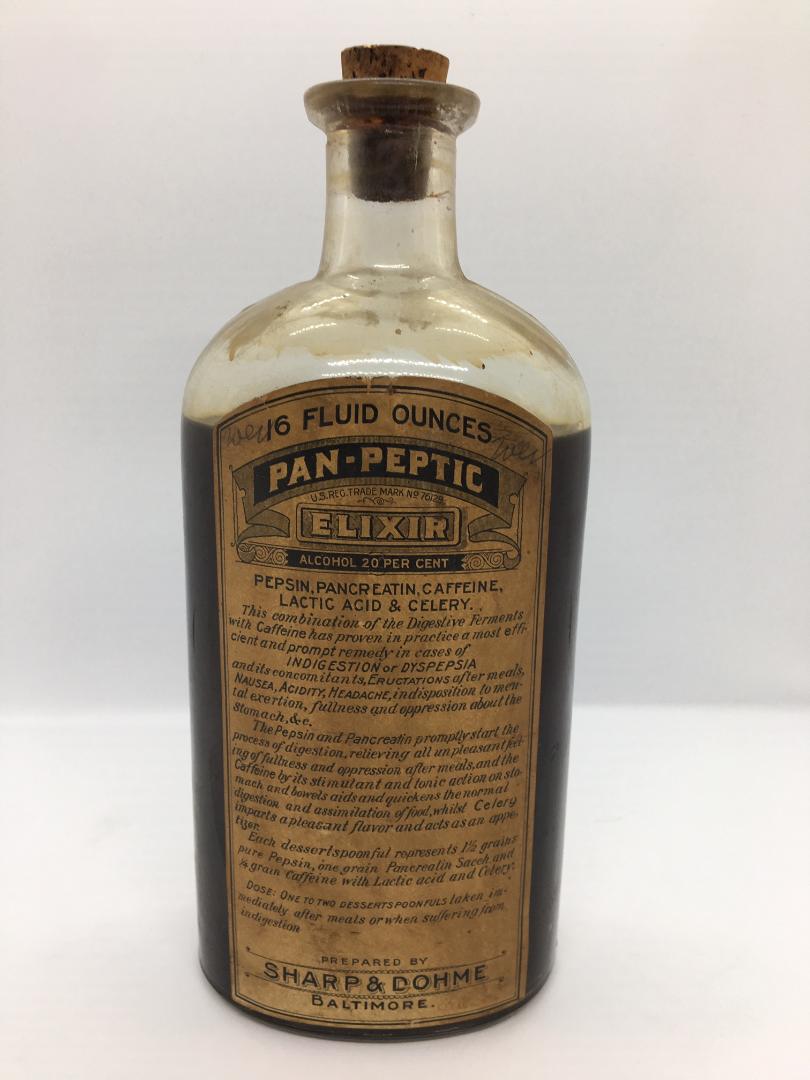 16 FLUID OUNCES
PAN-PEPTIC
U.S. REG. TRADE MARK No 76129
ELIXIR
ALCOHOL 20 PER CENT
PEPSIN, PANCREATIN, CAFFEINE,
LACTIC ACID & CELERY.
This combination of the Digestive Ferments
with Caffeine has proven in practice a most effi-
cient and prompt remedy in cases of
INDIGESTION or DYSPEPSIA
and its concomitants, ERUCTATIONS after meals,
NAUSEA, ACIDITY, HEADACHE, indisposition to men-
tal exertion, fullness and oppression about the
Stomach, &c.
The Pepsin and Pancreatin promptly start the
process of digestion, relieving all unpleasant feel-
ing of fullness and oppression after meals, and the
Caffeine by its stimulant and tonic action on sto-
mach and bowels aids and quickens the normal
digestion and assimilation of food, whilst Celery
imparts a pleasant flavor and acts as an appe-
tizer.
Each dessertspoonful represents 1½ grains
pure Pepsin, one grain Pancreatin Sacch and
¼ grain Caffeine with Lactic acid and Celery.
DOSE: ONE TO TWO DESSERTSPOONFULS taken im-
mediately after meals or when suffering from
indigestion
PREPARED BY
SHARP & DOHME
BALTIMORE.